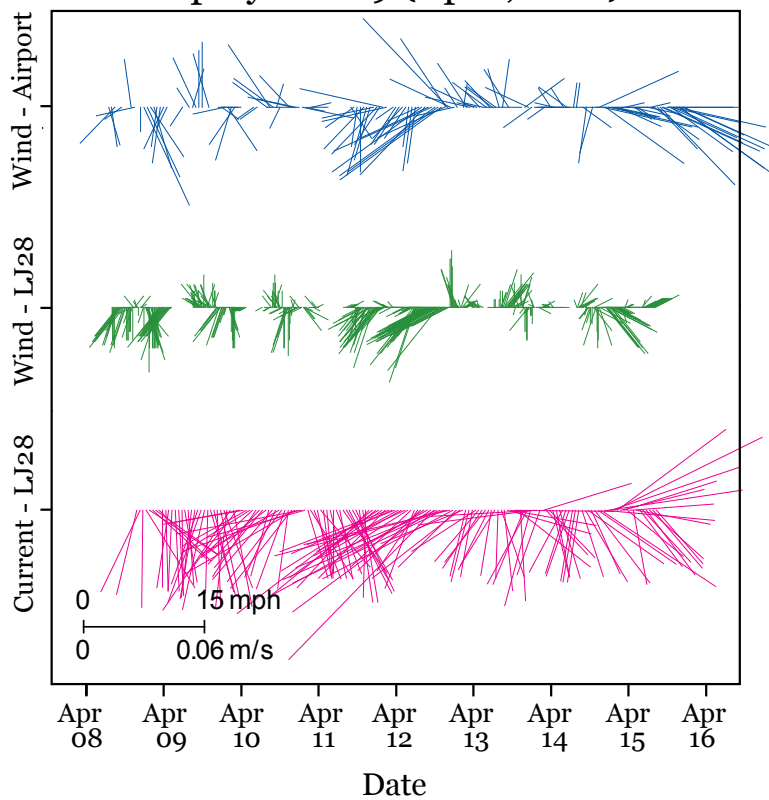 Wind - Airport
Wind - LJ28
Current - LJ28
0 15 mph
0 0.06 m/s
Apr 08 Apr 09 Apr 10 Apr 11 Apr 12 Apr 13 Apr 14 Apr 15 Apr 16
Date